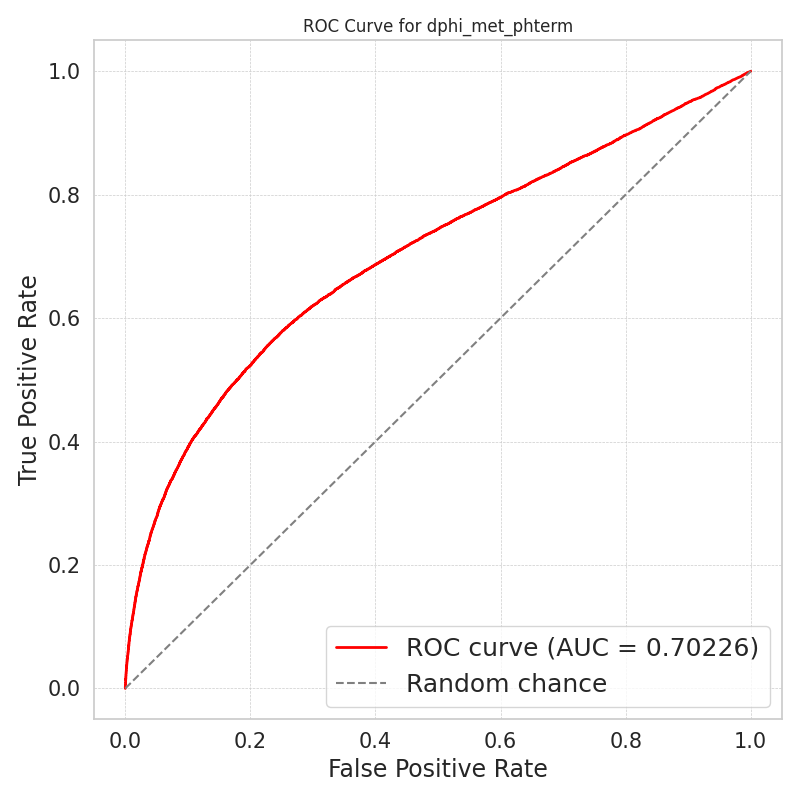 ROC Curve for dphi_met_phterm
1.0
0.8
0.6
0.4
0.2
0.0
True Positive Rate
ROC curve (AUC = 0.70226)
Random chance
0.0 0.2 0.4 0.6 0.8 1.0
False Positive Rate